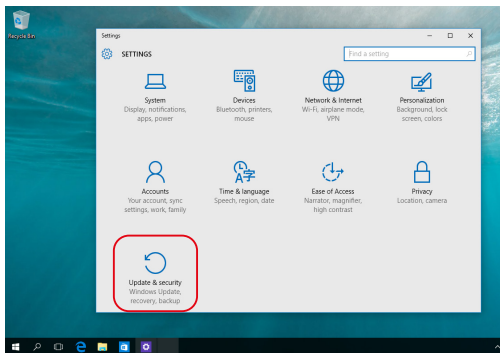 Recycle Bin
Settings
SETTINGS
Find a setting
System
Display, notifications,
apps, power
Devices
Bluetooth, printers,
mouse
Network & Internet
Wi-Fi, airplane mode,
VPN
Personalization
Background, lock
screen, colors
Accounts
Your account, sync
settings, work, family
Time & language
Speech, region, date
Ease of Access
Narrator, magnifier,
high contrast
Privacy
Location, camera
Update & security
Windows Update,
recovery, backup